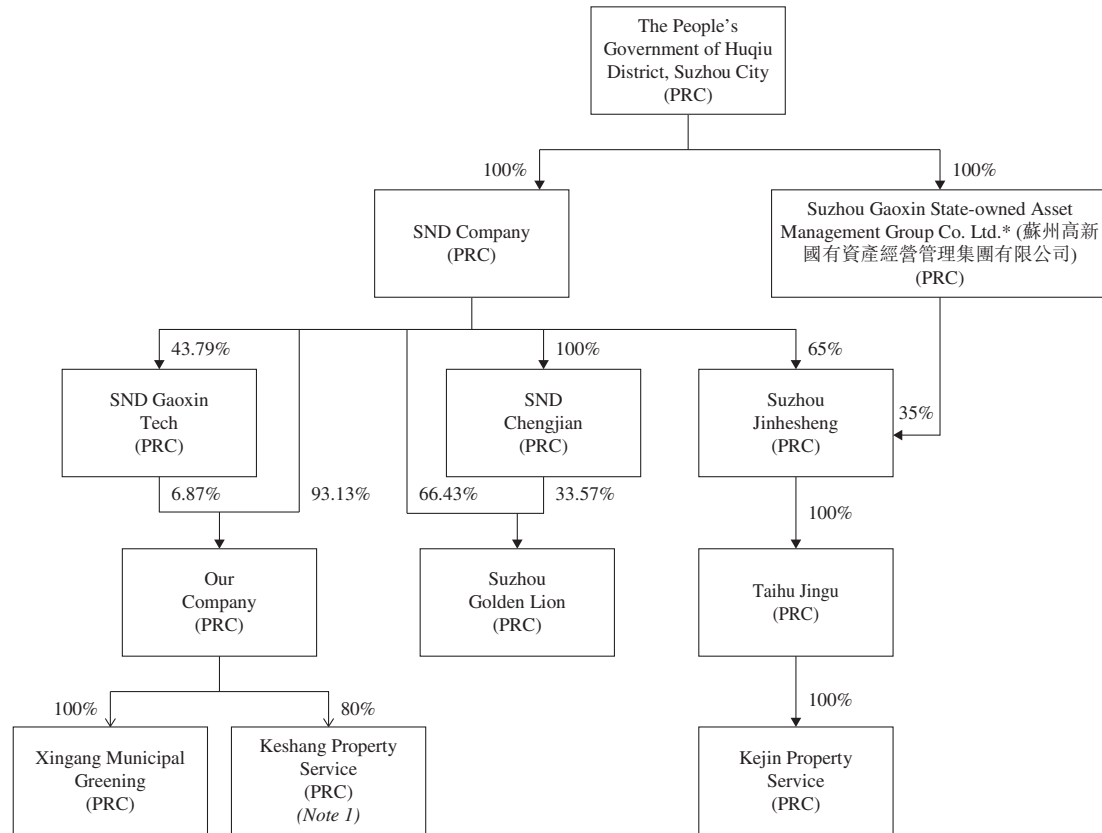 The People's
Government of Huqiu
District, Suzhou City
(PRC)
100%
100%
SND Company
(PRC)
Suzhou Gaoxin State-owned Asset
Management Group Co. Ltd.* (蘇州高新
國有資產經營管理集團有限公司)
(PRC)
43.79%
100%
65%
SND Gaoxin
Tech
(PRC)
SND
Chengjian
(PRC)
Suzhou
Jinhesheng
(PRC)
35%
6.87%
93.13%
66.43%
33.57%
100%
Our
Company
(PRC)
Suzhou
Golden Lion
(PRC)
Taihu Jingu
(PRC)
100%
80%
100%
Xingang Municipal
Greening
(PRC)
Keshang Property
Service
(PRC)
(Note 1)
Kejin Property
Service
(PRC)